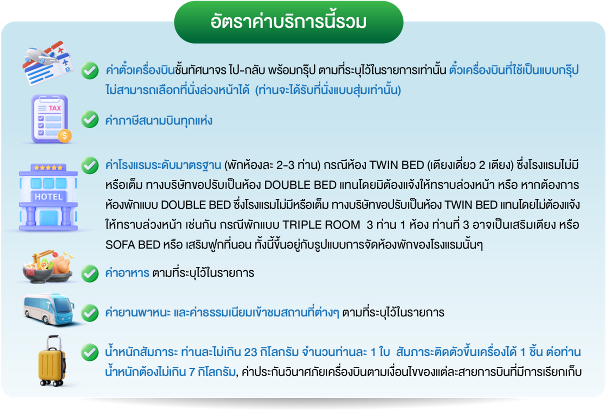 อัตราค่าบริการนี้รวม
ค่าตั๋วเครื่องบินชั้นทัศนาจร ไป-กลับ พร้อมกรุ๊ป ตามที่ระบุไว้ในรายการเท่านั้น ตั๋วเครื่องบินที่ใช้เป็นแบบกรุ๊ป
ไม่สามารถเลือกที่นั่งล่วงหน้าได้ (ท่านจะได้รับที่นั่งแบบสุ่มเท่านั้น)
TAX
ค่าภาษีสนามบินทุกแห่ง
HOTEL
ค่าโรงแรมระดับมาตรฐาน (พักห้องละ 2-3 ท่าน) กรณีห้อง TWIN BED (เตียงเดี่ยว 2 เตียง) ซึ่งโรงแรมไม่มี
หรือเต็ม ทางบริษัทขอปรับเป็นห้อง DOUBLE BED แทนโดยมิต้องแจ้งให้ทราบล่วงหน้า หรือ หากต้องการ
ห้องพักแบบ DOUBLE BED ซึ่งโรงแรมไม่มีหรือเต็ม ทางบริษัทขอปรับเป็นห้อง TWIN BED แทนโดยไม่ต้องแจ้ง
ให้ทราบล่วงหน้า เช่นกัน กรณีพักแบบ TRIPLE ROOM 3 ท่าน 1 ห้อง ท่านที่ 3 อาจเป็นเสริมเตียง หรือ
SOFA BED หรือ เสริมฟูกที่นอน ทั้งนี้ขึ้นอยู่กับรูปแบบการจัดห้องพักของโรงแรมนั้นๆ
ค่าอาหาร ตามที่ระบุไว้ในรายการ
ค่ายานพาหนะ และค่าธรรมเนียมเข้าชมสถานที่ต่างๆ ตามที่ระบุไว้ในรายการ
น้ำหนักสัมภาระ ท่านละไม่เกิน 23 กิโลกรัม จำนวนท่านละ 1 ใบ สัมภาระติดตัวขึ้นเครื่องได้ 1 ชิ้น ต่อท่าน
น้ำหนักต้องไม่เกิน 7 กิโลกรัม, ค่าประกันวินาศภัยเครื่องบินตามเงื่อนไขของแต่ละสายการบินที่มีการเรียกเก็บ